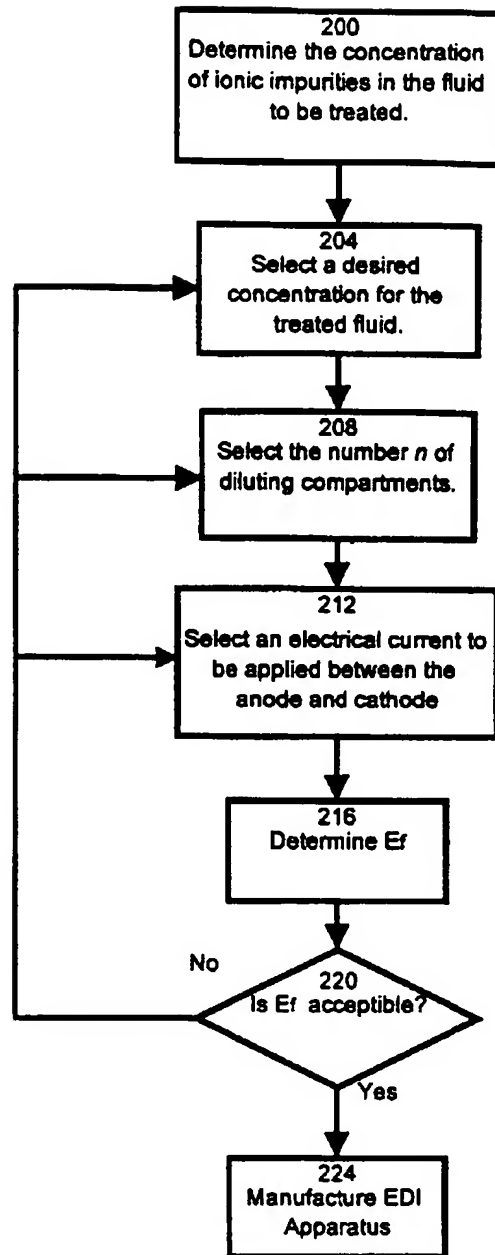 200
Determine the concentration
of ionic impurities in the fluid
to be treated.
204
Select a desired
concentration for the
treated fluid.
208
Select the number n of
diluting compartments.
212
Select an electrical current to
be applied between the
anode and cathode
216
Determine Ef
No
220
Is Ef acceptible?
Yes
224
Manufacture EDI
Apparatus